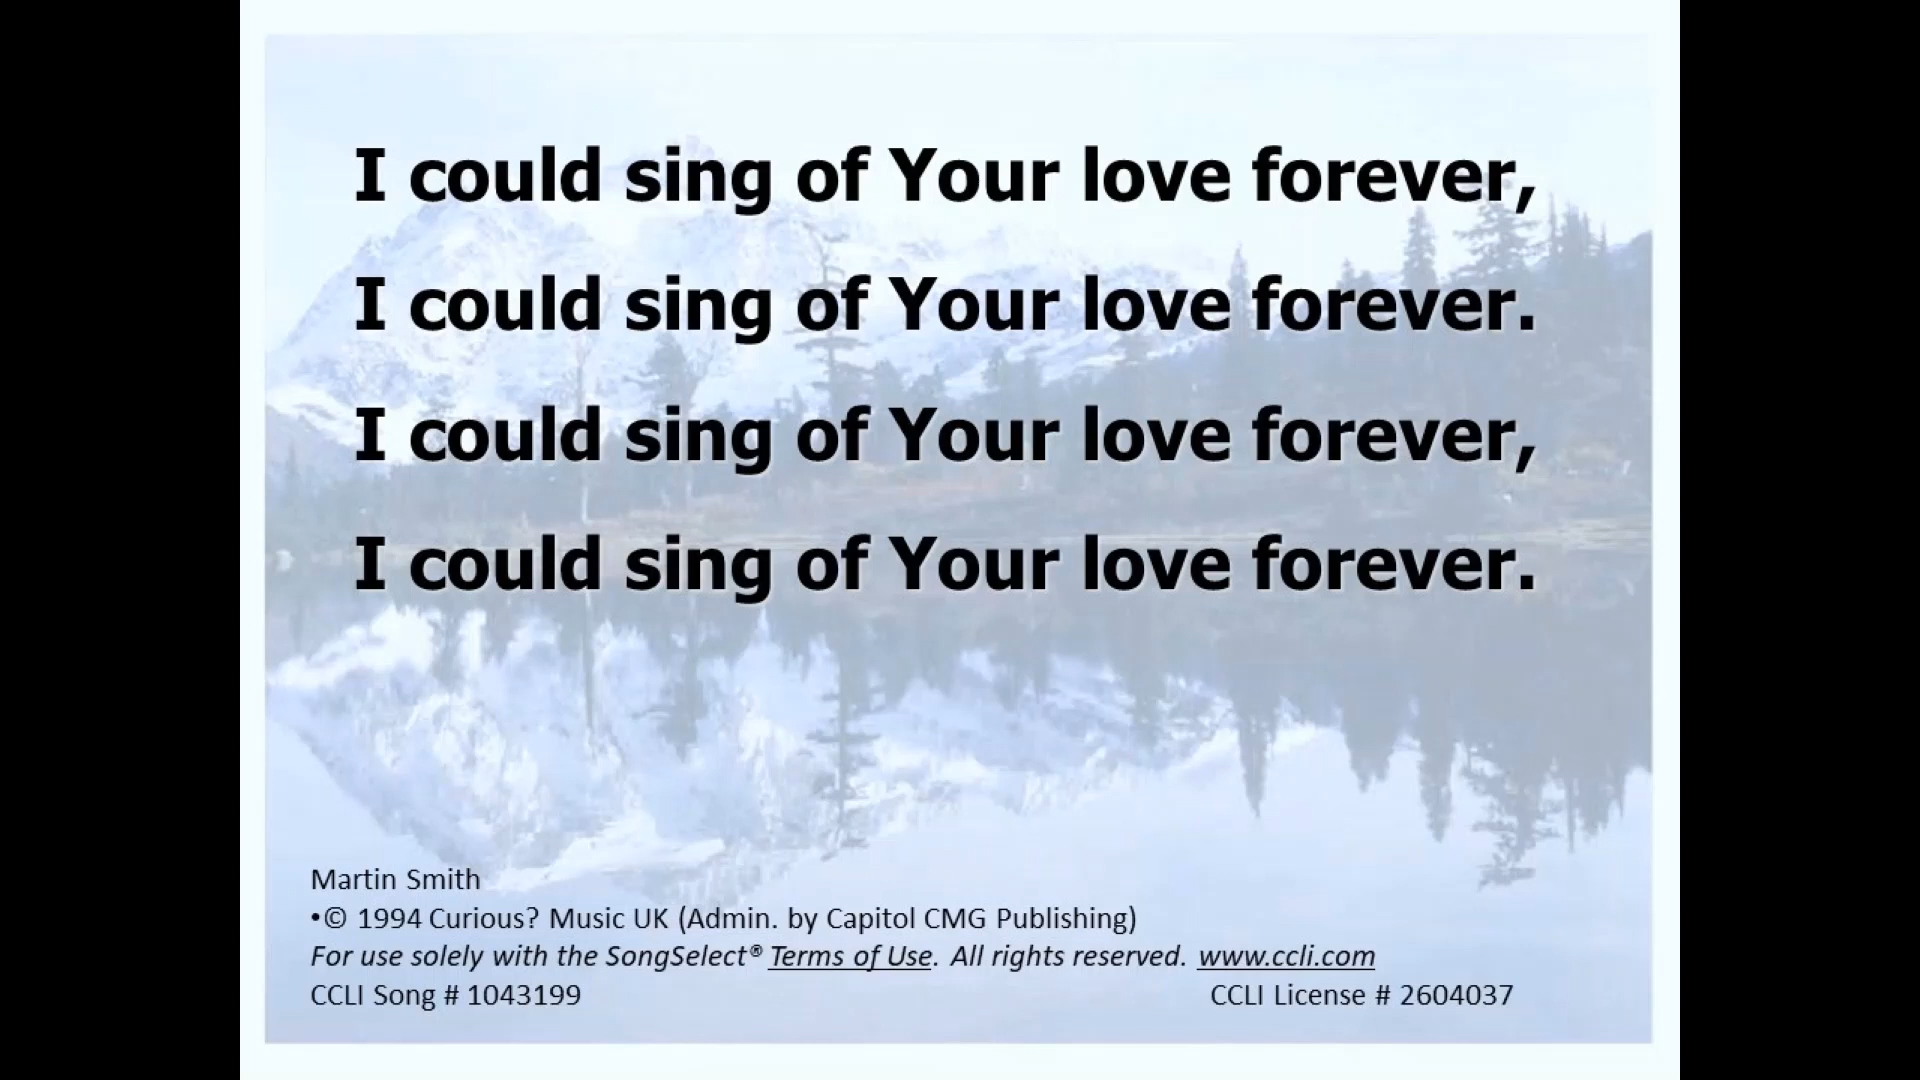 I could sing of Your love forever,
I could sing of Your love forever.
I could sing of Your love forever,
I could sing of Your love forever.
Martin Smith
•© 1994 Curious? Music UK (Admin. by Capitol CMG Publishing)
For use solely with the SongSelect® Terms of Use. All rights reserved. www.ccli.com
CCLI Song # 1043199 CCLI License # 2604037